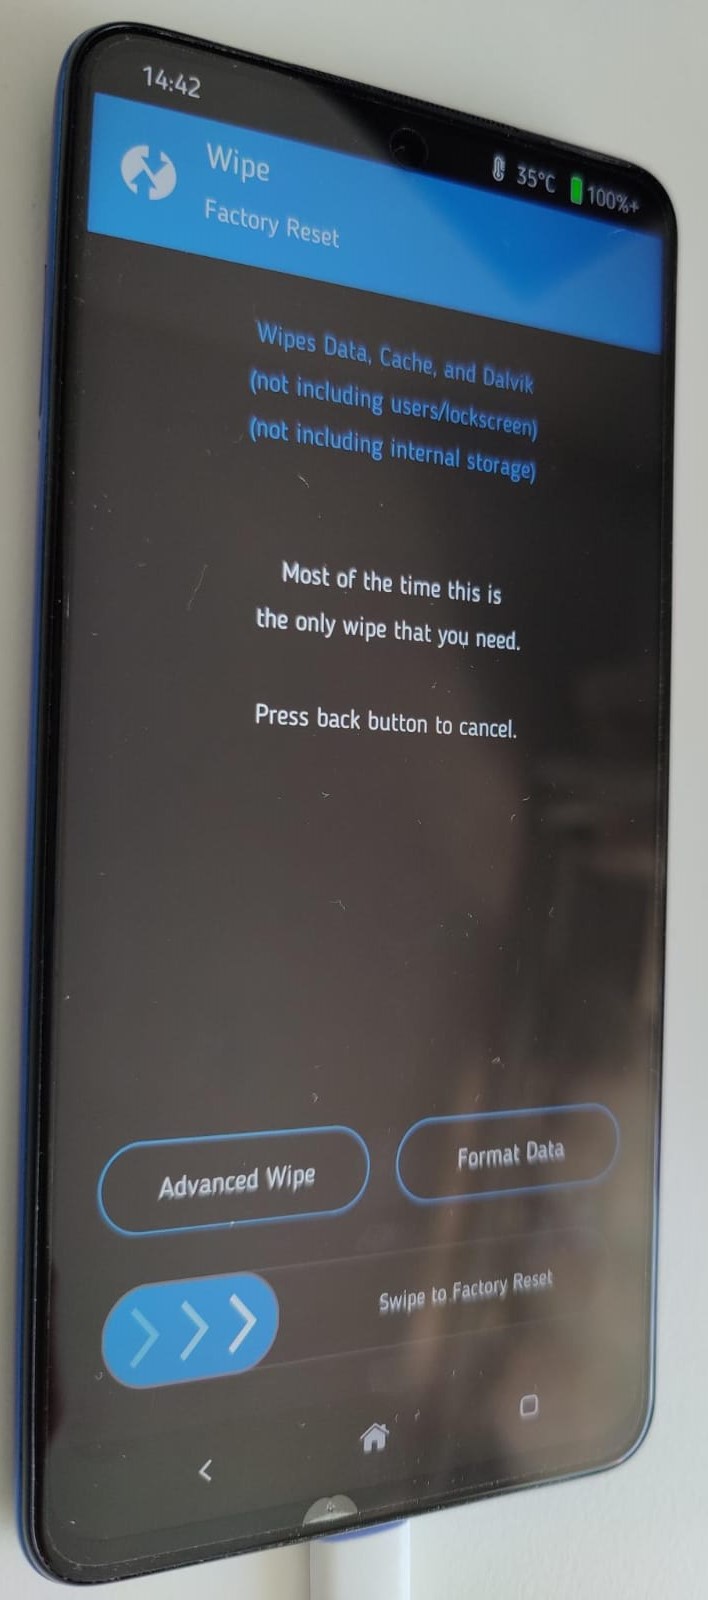 14:42
35°C
100%+
Wipe
Factory Reset
Wipes Data, Cache, and Dalvik
(not including users/lockscreen)
(not including internal storage)
Most of the time this is
the only wipe that you need.
Press back button to cancel.
Advanced Wipe
Format Data
Swipe to Factory Reset